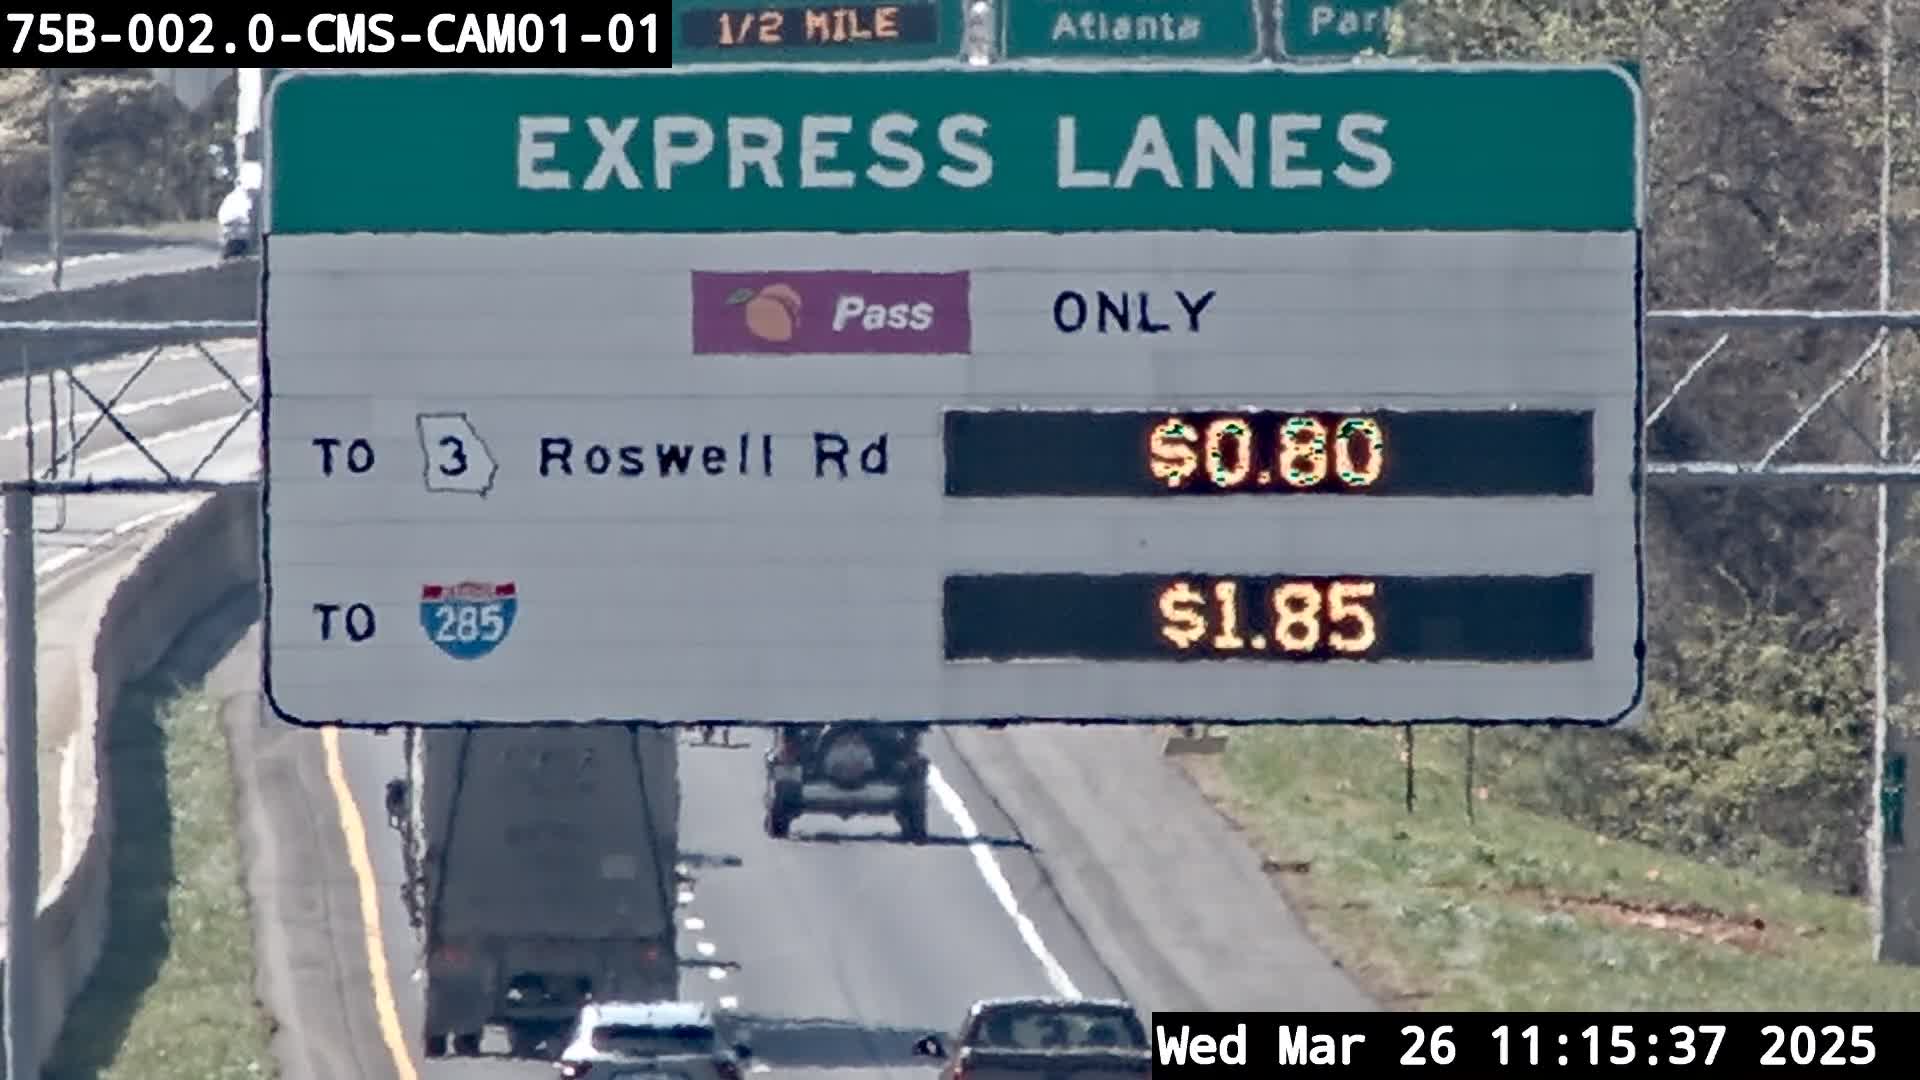 75B-002.0-CMS-CAM01-01
1/2 MILE
Atlanta
EXPRESS LANES
Pass ONLY
TO 3 Roswell Rd $0.80
TO 285 $1.85
Wed Mar 26 11:15:37 2025